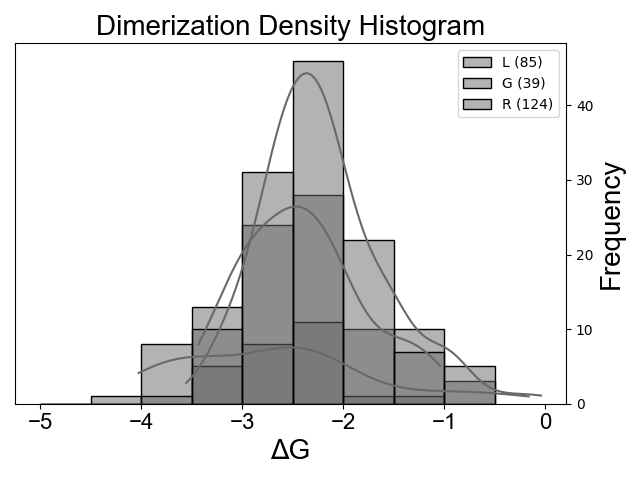 Dimerization Density Histogram
L (85)
G (39)
R (124)
40
30
20
10
0
Frequency
−5 −4 −3 −2 −1 0
ΔG